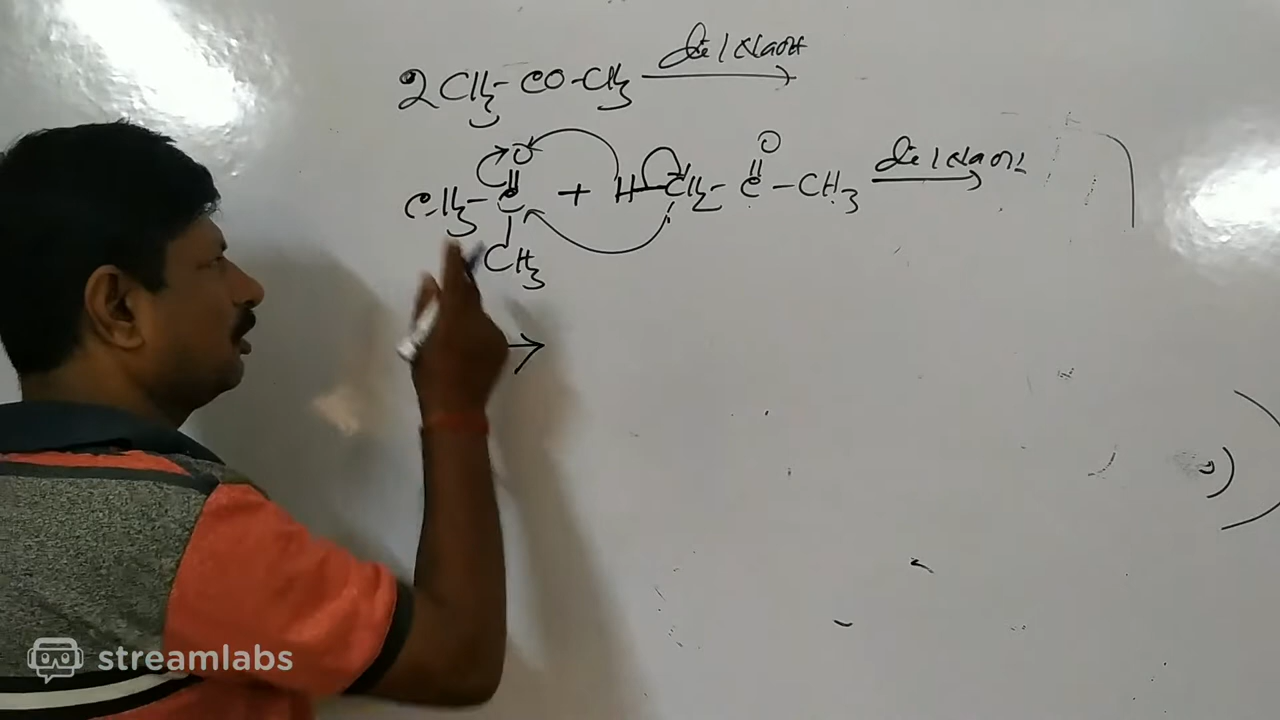 2CH3-CO-CH3 dil NaOH →
O O
CH3-C + H-CH2-C-CH3 dil NaOH →
CH3
→
streamlabs